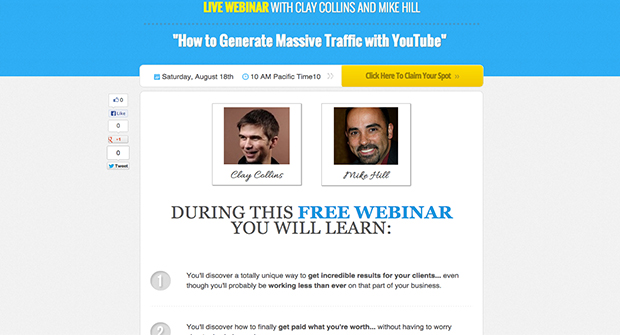 LIVE WEBINAR WITH CLAY COLLINS AND MIKE HILL
"How to Generate Massive Traffic with YouTube"
Saturday, August 18th 10 AM Pacific Time10 » Click Here To Claim Your Spot »
0
Like
0
+1
0
Tweet
Clay Collins
Mike Hill
DURING THIS FREE WEBINAR
YOU WILL LEARN:
1
You'll discover a totally unique way to get incredible results for your clients... even
though you'll probably be working less than ever on that part of your business.
2
You'll discover how to finally get paid what you're worth... without having to worry